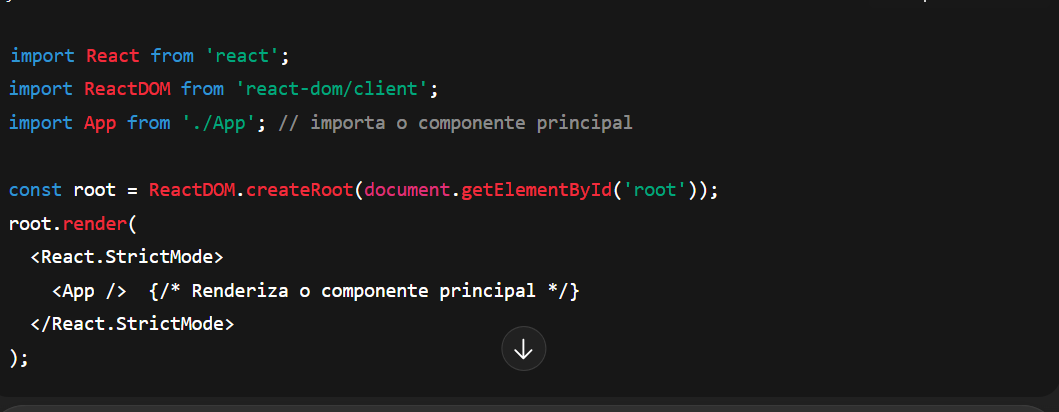 import React from 'react';
import ReactDOM from 'react-dom/client';
import App from './App'; // importa o componente principal
const root = ReactDOM.createRoot(document.getElementById('root'));
root.render(
<React.StrictMode>
<App />  {/* Renderiza o componente principal */}
</React.StrictMode>
);